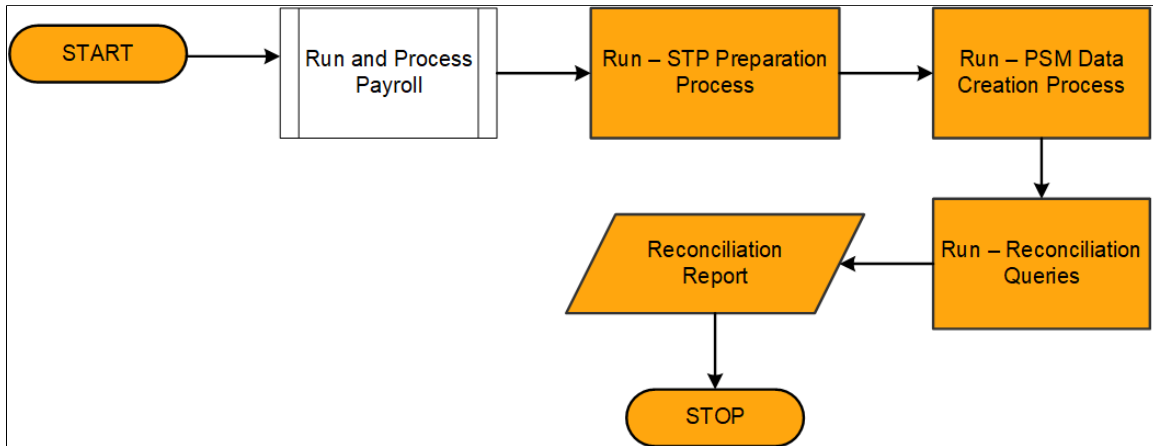 START
Run and Process
Payroll
Run – STP Preparation
Process
Run – PSM Data
Creation Process
Run – Reconciliation
Queries
Reconciliation
Report
STOP